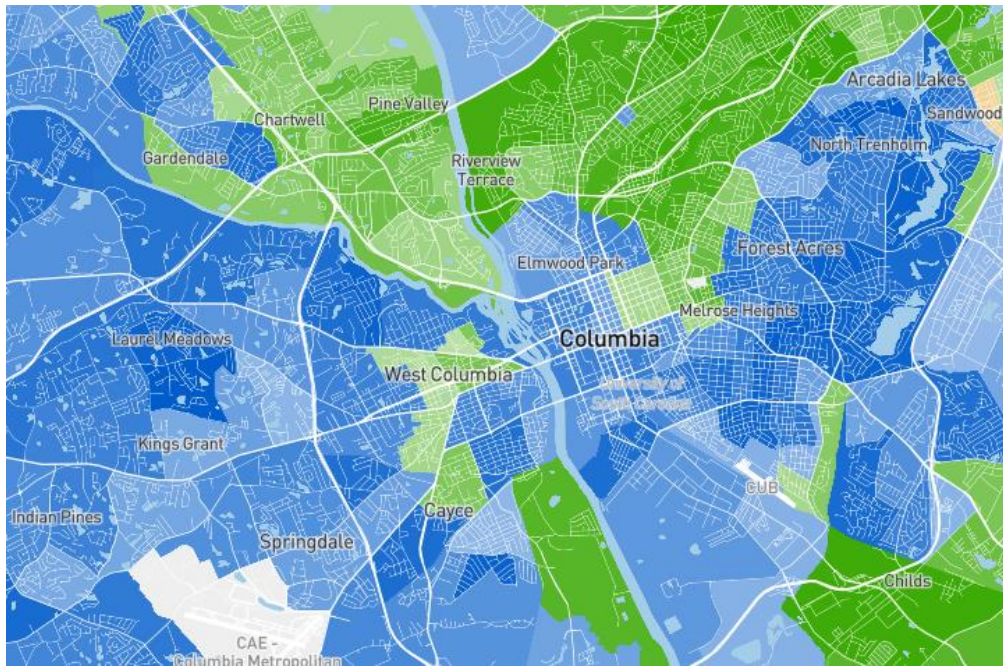 Arcadia Lakes
Pine Valley
Sandwood
Chartwell
North Trenholm
Gardendale
Riverview
Terrace
Forest Acres
Elmwood Park
Melrose Heights
Columbia
Laurel Meadows
West Columbia
University of
South Carolina
Kings Grant
CUB
Cayce
Indian Pines
Springdale
Childs
CAE -
Columbia Metropolitan